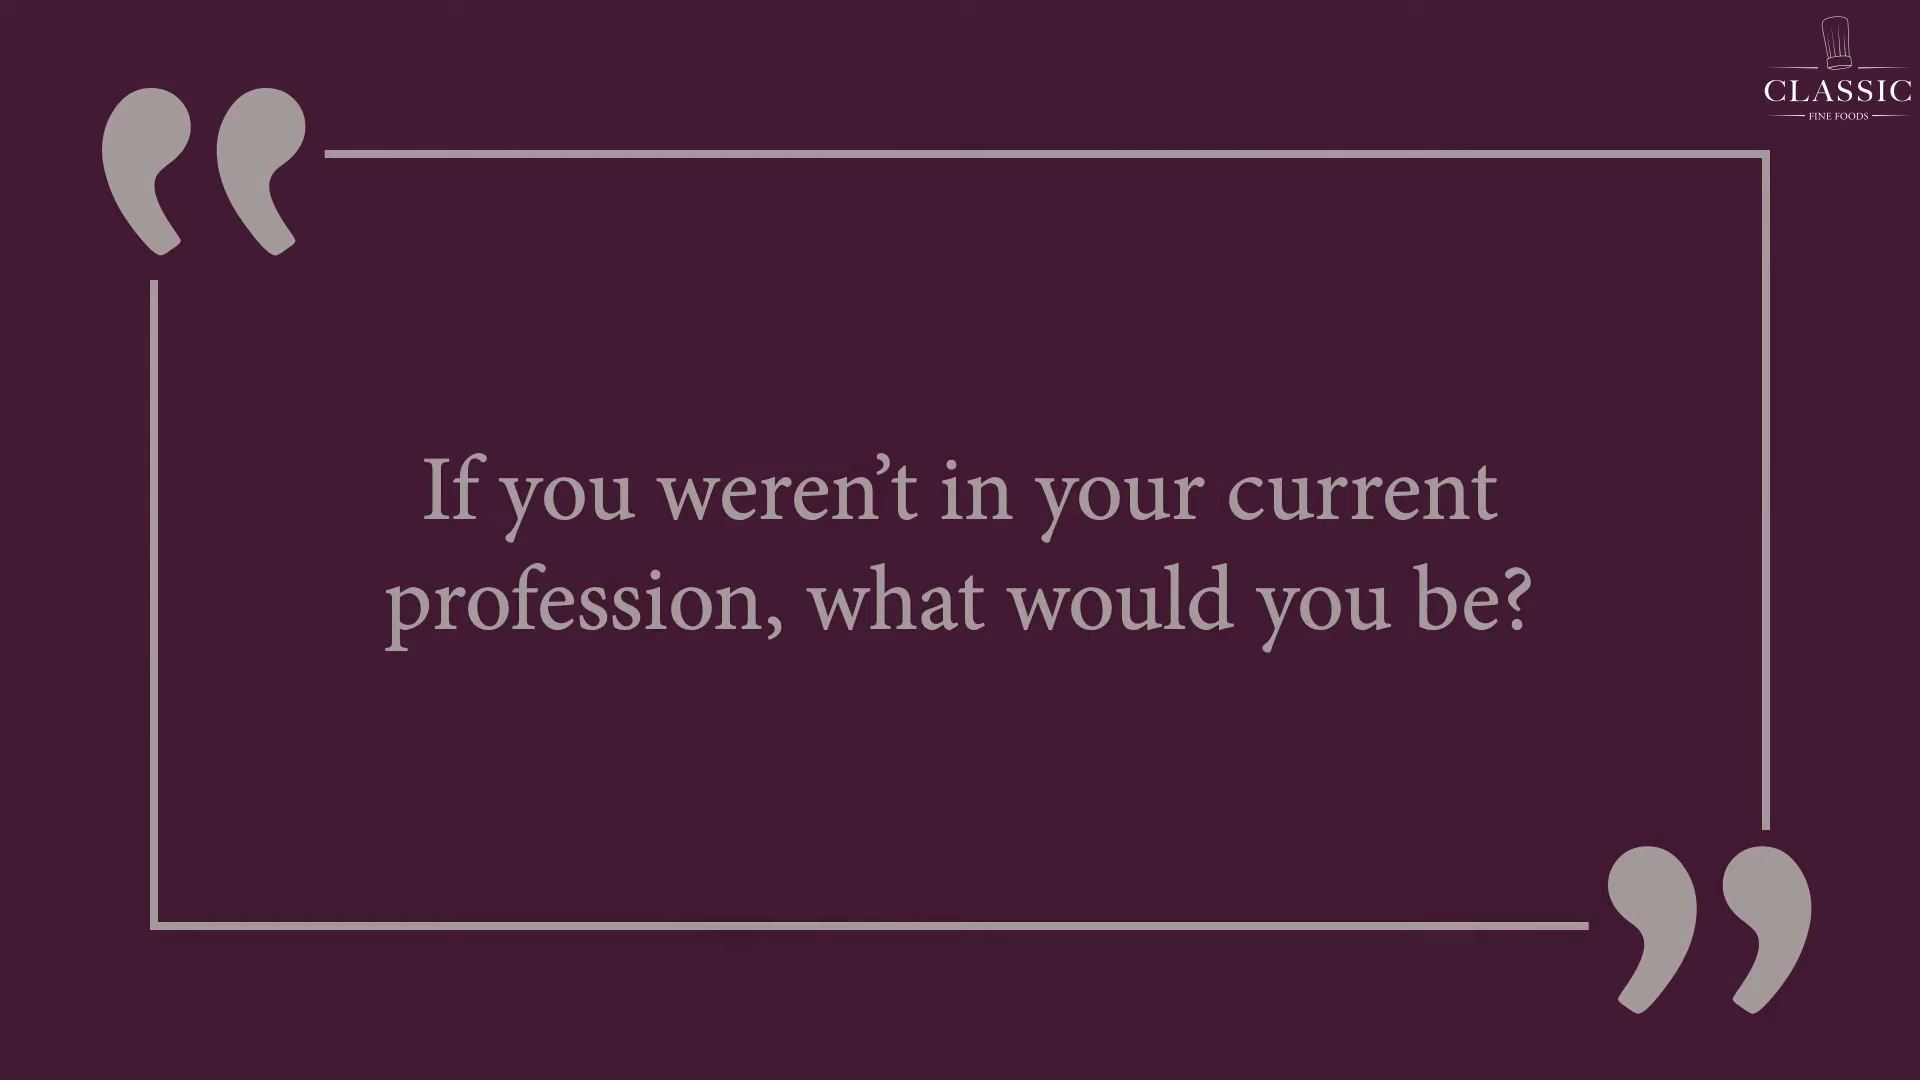 CLASSIC
FINE FOODS
If you weren’t in your current
profession, what would you be?